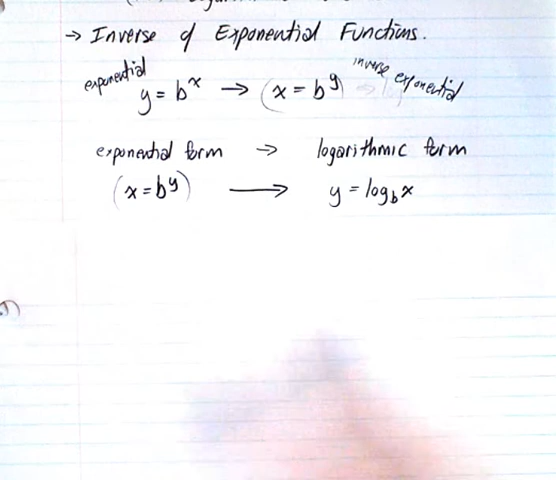 → Inverse of Exponential Functions.
exponential inverse exponential
y = b^x → (x = b^y)
exponential form → logarithmic form
(x = b^y) → y = log_b x